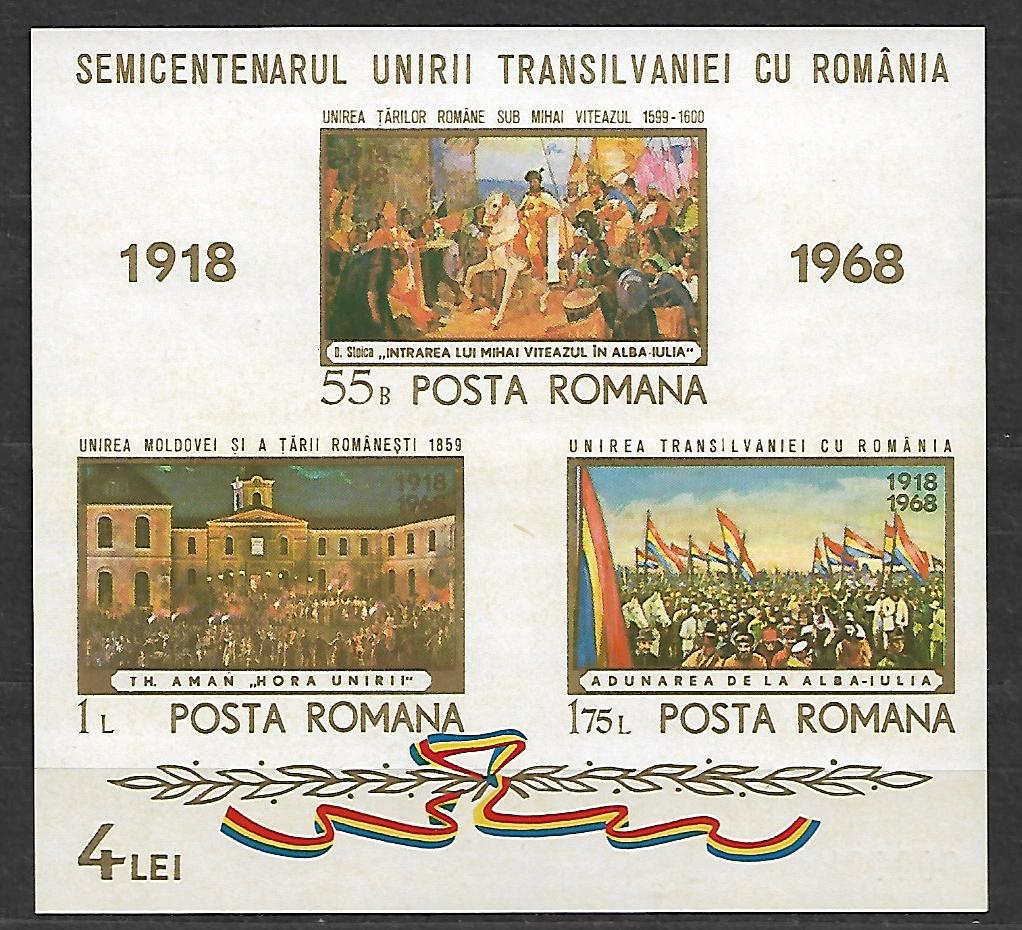 SEMICENTENARUL UNIRII TRANSILVANIEI CU ROMÂNIA
UNIREA ȚĂRILOR ROMÂNE SUB MIHAI VITEAZUL 1599-1600
1918
1968
1918
1968
D. Stoica „INTRAREA LUI MIHAI VITEAZUL ÎN ALBA-IULIA"
55 B POSTA ROMANA
UNIREA MOLDOVEI ȘI A ȚĂRII ROMÂNEȘTI 1859
1918
1968
TH. AMAN „HORA UNIRII"
1 L POSTA ROMANA
UNIREA TRANSILVANIEI CU ROMÂNIA
1918
1968
ADUNAREA DE LA ALBA-IULIA
1 75 L POSTA ROMANA
4 LEI